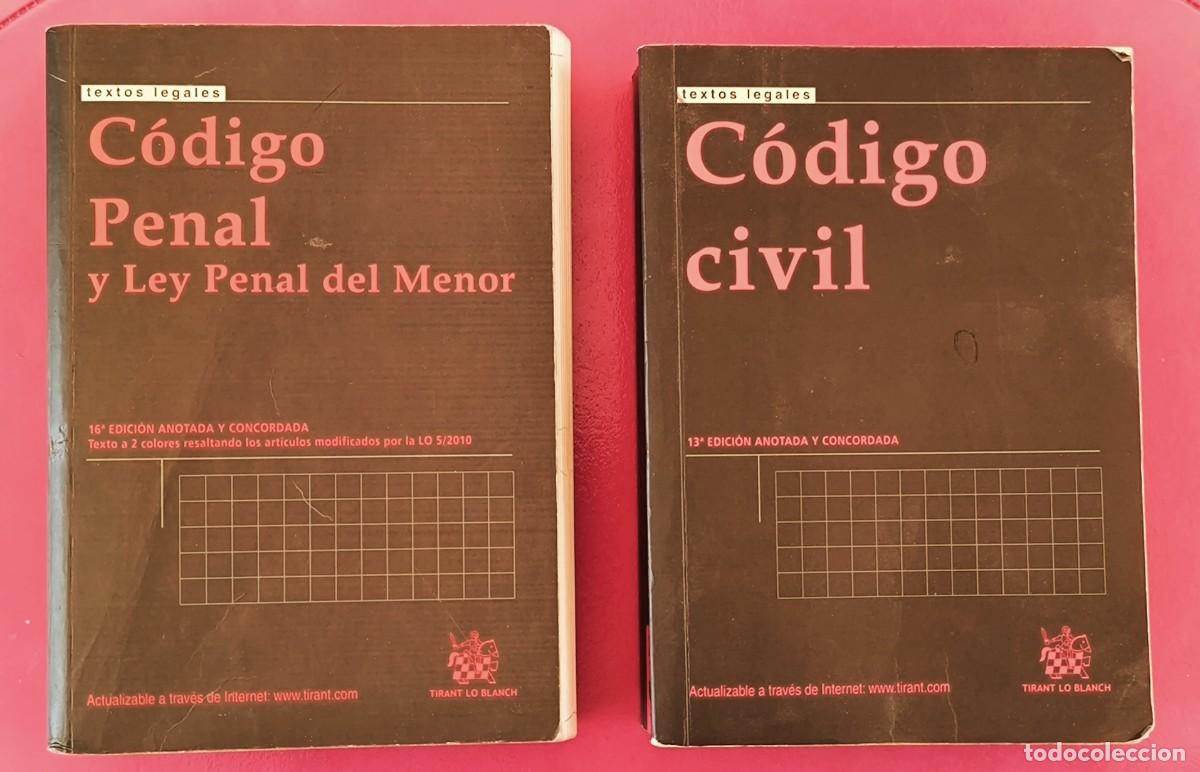 textos legales
Código
Penal
y Ley Penal del Menor
16ª EDICIÓN ANOTADA Y CONCORDADA
Texto a 2 colores resaltando los artículos modificados por la LO 5/2010
TIRANT LO BLANCH
Actualizable a través de Internet: www.tirant.com
textos legales
Código
civil
13ª EDICIÓN ANOTADA Y CONCORDADA
TIRANT LO BLANCH
Actualizable a través de Internet: www.tirant.com
todocoleccion